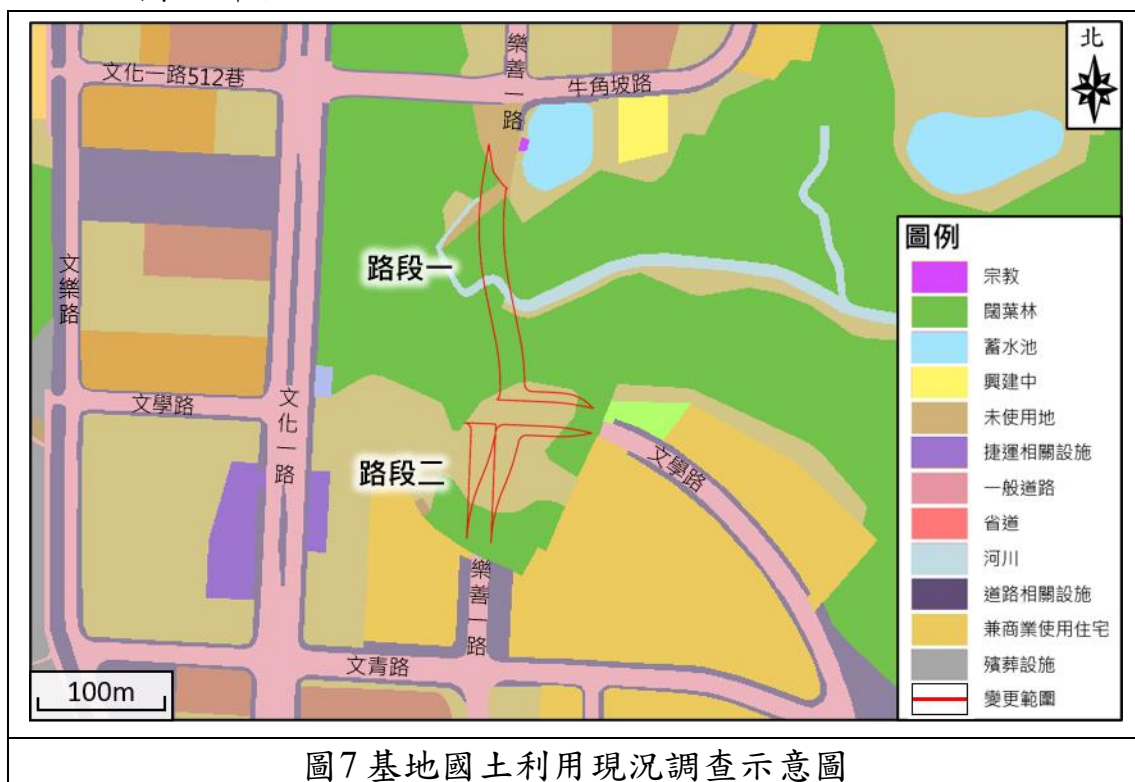 北
樂善一路
牛角坡路
文化一路512巷
文樂路
路段一
文化一路
文學路
路段二
文學路
樂善一路
文青路
100m
圖例
宗教
闊葉林
蓄水池
興建中
未使用地
捷運相關設施
一般道路
省道
河川
道路相關設施
兼商業使用住宅
殯葬設施
變更範圍
圖7 基地國土利用現況調查示意圖